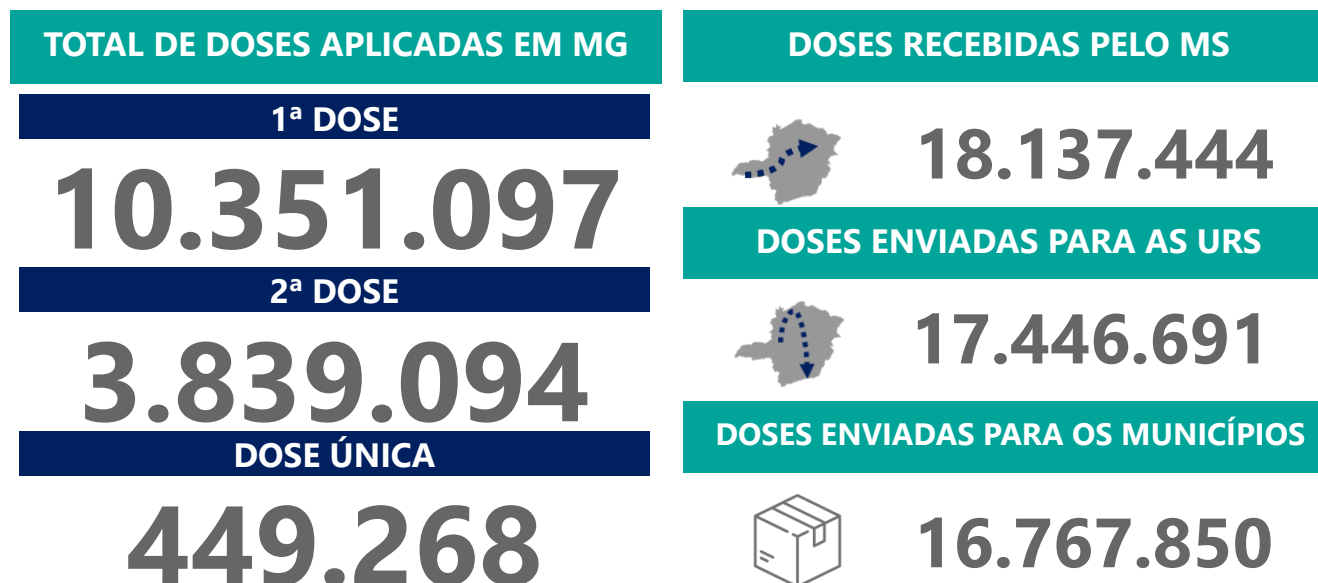 TOTAL DE DOSES APLICADAS EM MG
1ª DOSE
10.351.097
2ª DOSE
3.839.094
DOSE ÚNICA
449.268
DOSES RECEBIDAS PELO MS
18.137.444
DOSES ENVIADAS PARA AS URS
17.446.691
DOSES ENVIADAS PARA OS MUNICÍPIOS
16.767.850